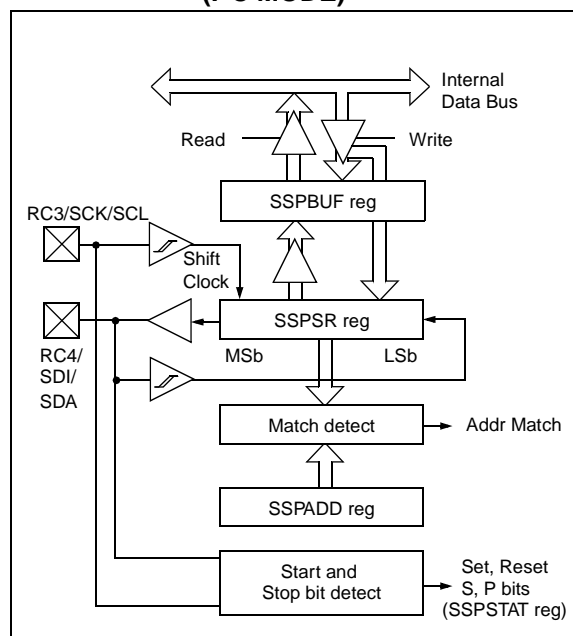 (I²C MODE)
Internal
Data Bus
Read
Write
SSPBUF reg
RC3/SCK/SCL
Shift
Clock
SSPSR reg
MSb
LSb
RC4/
SDI/
SDA
Match detect
Addr Match
SSPADD reg
Start and
Stop bit detect
Set, Reset
S, P bits
(SSPSTAT reg)